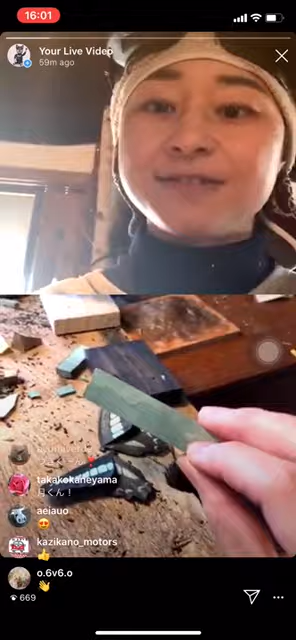 16:01
Your Live Video
59m ago
takakokaneyama
月くん！
aeiauo
😍
kazikano_motors
👍
o.6v6.o
👋
669